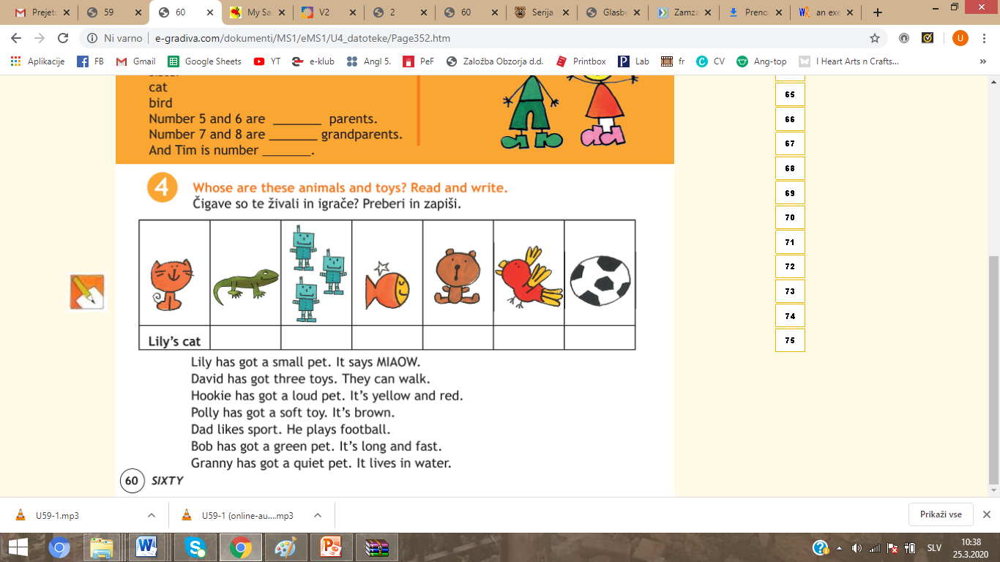 Prejeto
59
60
My Sa
V2
2
60
Serija
Glasbe
Zamza
Preno
an exe
Ni varno
e-gradiva.com/dokumenti/MS1/eMS1/U4_datoteke/Page352.htm
U
Aplikacije
FB
Gmail
Google Sheets
YT
e-klub
Angl 5.
PeF
Založba Obzorja d.d.
Printbox
Lab
fr
CV
Ang-top
I Heart Arts n Crafts...
»
cat
bird
Number 5 and 6 are _______ parents.
Number 7 and 8 are _______ grandparents.
And Tim is number _______.
65
66
67
68
69
70
71
72
73
74
75
4
Whose are these animals and toys? Read and write.
Čigave so te živali in igrače? Preberi in zapiši.
Lily's cat
Lily has got a small pet. It says MIAOW.
David has got three toys. They can walk.
Hookie has got a loud pet. It's yellow and red.
Polly has got a soft toy. It's brown.
Dad likes sport. He plays football.
Bob has got a green pet. It's long and fast.
Granny has got a quiet pet. It lives in water.
60 SIXTY
U59-1.mp3
U59-1 (online-au....mp3
Prikaži vse
SLV
10:38
25.3.2020